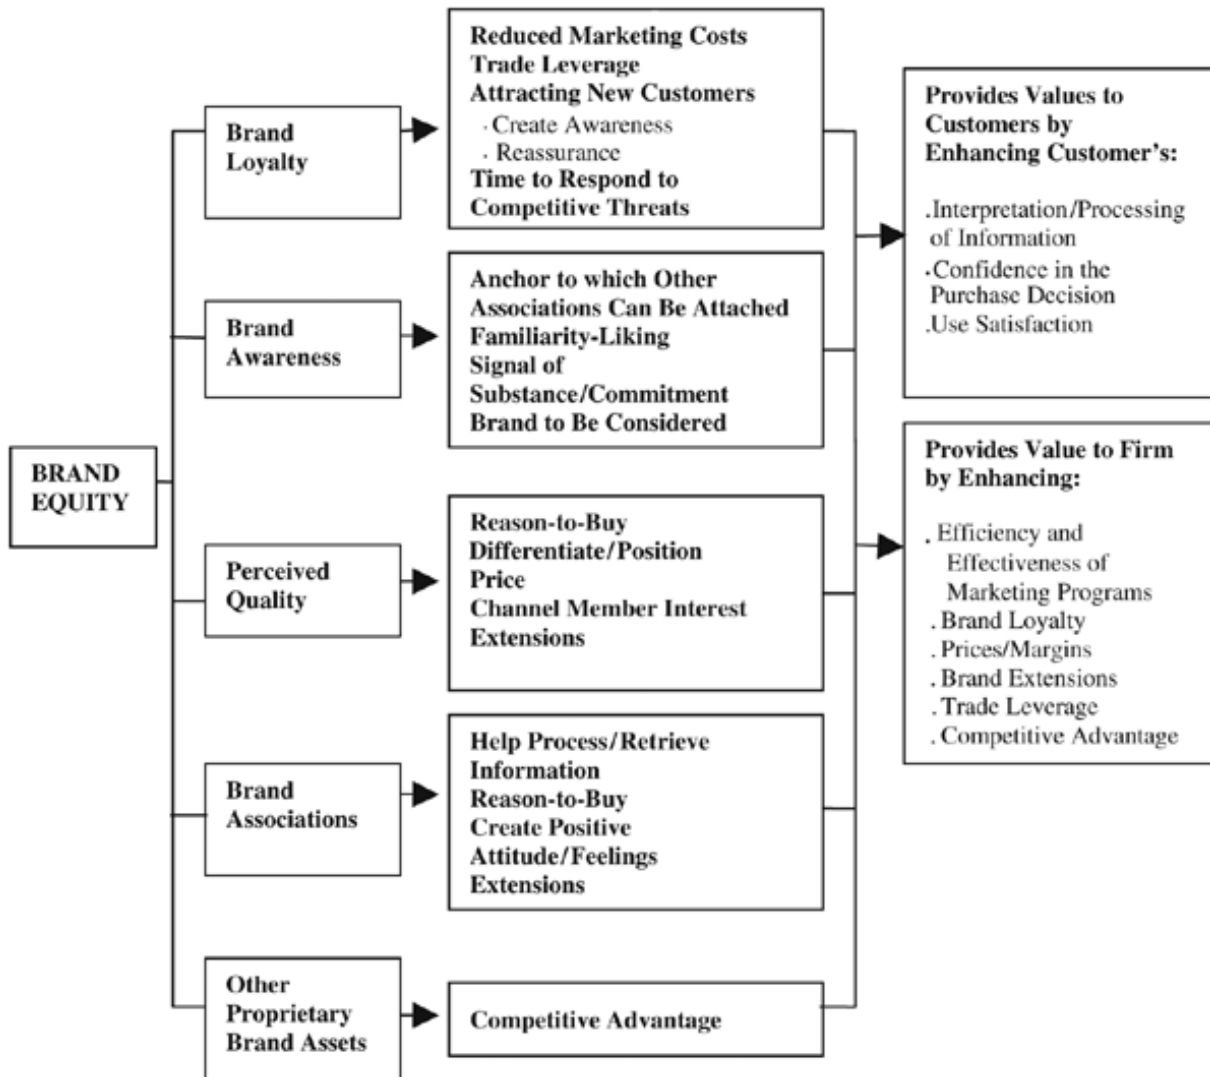 BRAND
EQUITY
Brand
Loyalty
Reduced Marketing Costs
Trade Leverage
Attracting New Customers
. Create Awareness
. Reassurance
Time to Respond to
Competitive Threats
Brand
Awareness
Anchor to which Other
Associations Can Be Attached
Familiarity-Liking
Signal of
Substance/Commitment
Brand to Be Considered
Perceived
Quality
Reason-to-Buy
Differentiate/Position
Price
Channel Member Interest
Extensions
Brand
Associations
Help Process/Retrieve
Information
Reason-to-Buy
Create Positive
Attitude/Feelings
Extensions
Other
Proprietary
Brand Assets
Competitive Advantage
Provides Values to
Customers by
Enhancing Customer's:
.Interpretation/Processing
of Information
.Confidence in the
Purchase Decision
.Use Satisfaction
Provides Value to Firm
by Enhancing:
. Efficiency and
Effectiveness of
Marketing Programs
. Brand Loyalty
. Prices/Margins
. Brand Extensions
. Trade Leverage
. Competitive Advantage